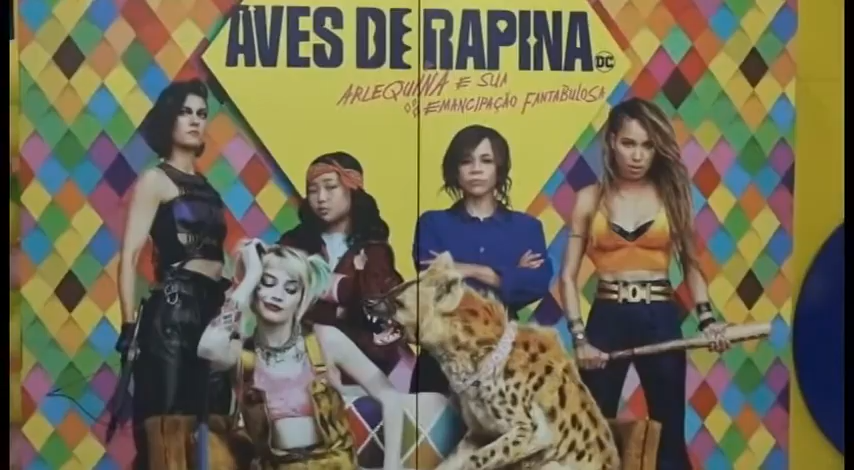 AVES DE RAPINA
DC
ARLEQUINA E SUA
EMANCIPAÇÃO FANTABULOSA